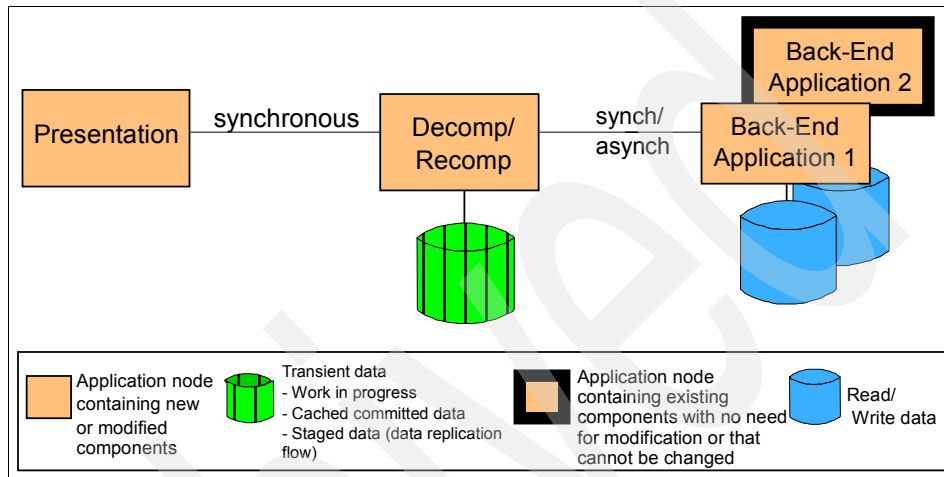 Back-End
Application 2
Presentation
synchronous
Decomp/
Recomp
synch/
asynch
Back-End
Application 1
Application node
containing new
or modified
components
Transient data
- Work in progress
- Cached committed data
- Staged data (data replication
flow)
Application node
containing existing
components with no need
for modification or that
cannot be changed
Read/
Write data